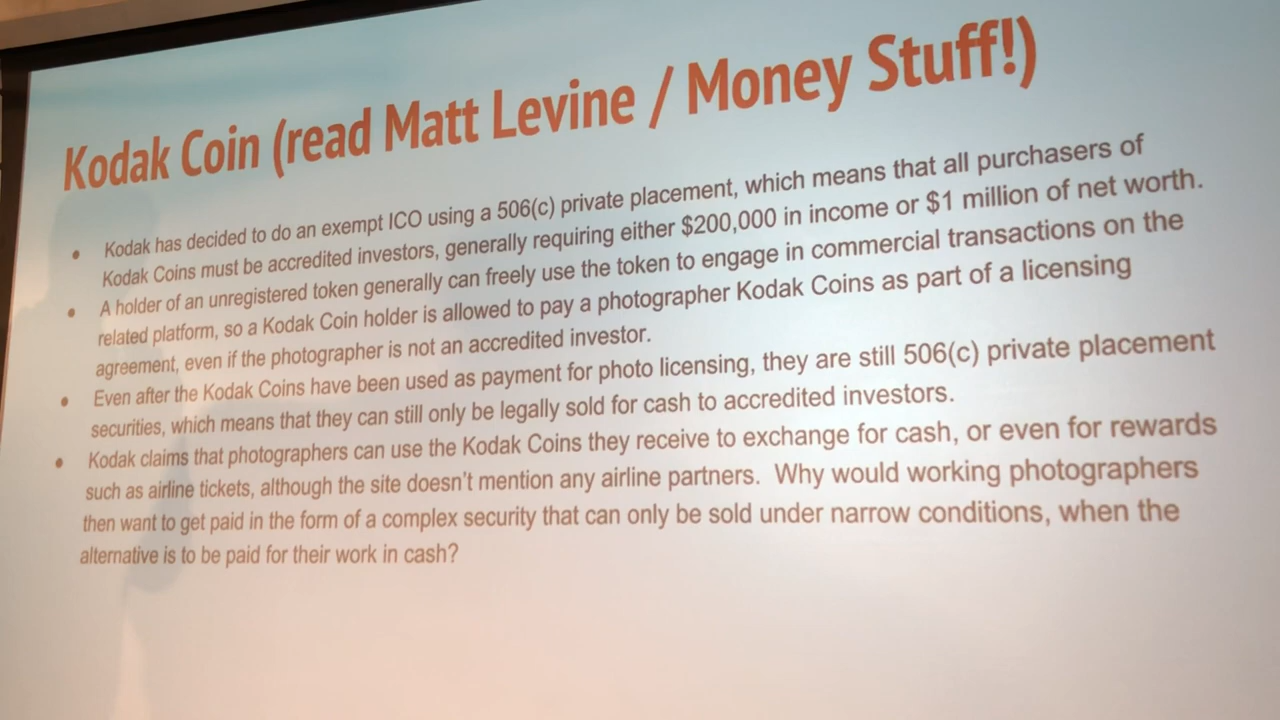 Kodak Coin (read Matt Levine / Money Stuff!)
• Kodak has decided to do an exempt ICO using a 506(c) private placement, which means that all purchasers of
Kodak Coins must be accredited investors, generally requiring either $200,000 in income or $1 million of net worth.
• A holder of an unregistered token generally can freely use the token to engage in commercial transactions on the
related platform, so a Kodak Coin holder is allowed to pay a photographer Kodak Coins as part of a licensing
agreement, even if the photographer is not an accredited investor.
• Even after the Kodak Coins have been used as payment for photo licensing, they are still 506(c) private placement
securities, which means that they can still only be legally sold for cash to accredited investors.
• Kodak claims that photographers can use the Kodak Coins they receive to exchange for cash, or even for rewards
such as airline tickets, although the site doesn't mention any airline partners. Why would working photographers
then want to get paid in the form of a complex security that can only be sold under narrow conditions, when the
alternative is to be paid for their work in cash?